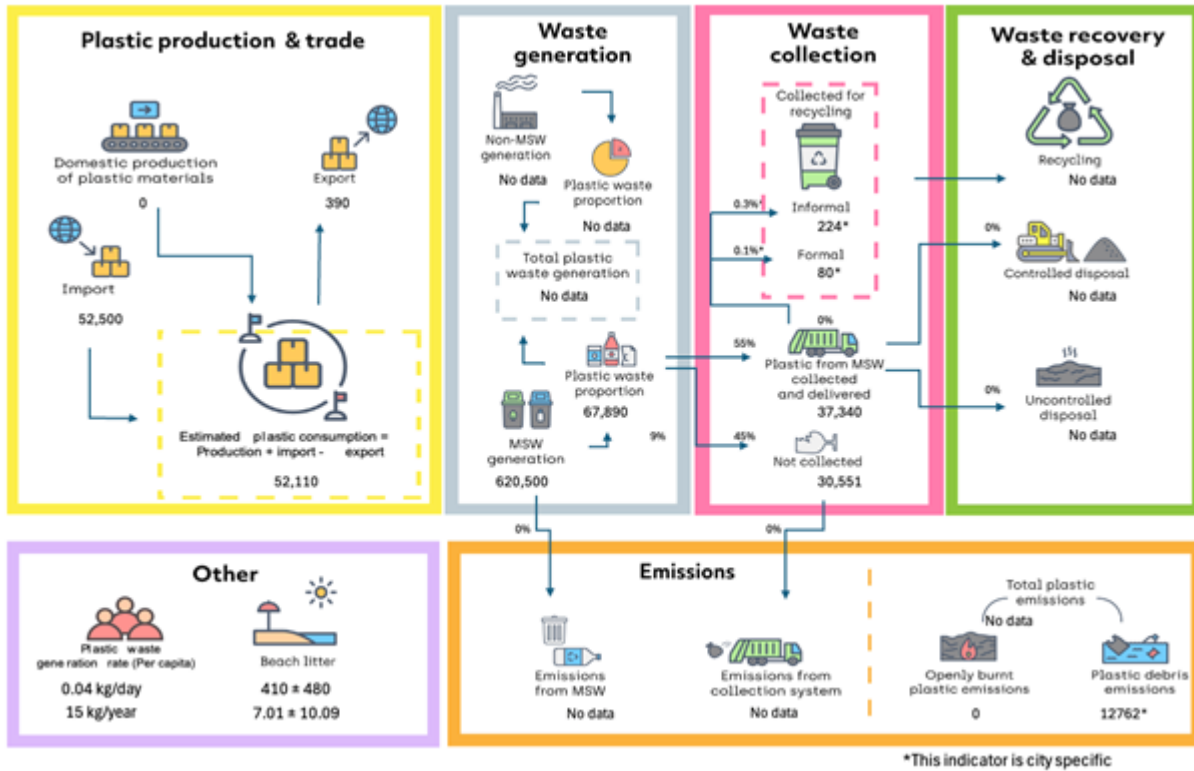 Plastic production & trade
Domestic production
of plastic materials
0
Export
390
Import
52,500
Estimated plastic consumption =
Production + import - export
52,110
Waste
generation
Non-MSW
generation
No data
Plastic waste
proportion
No data
Total plastic
waste generation
No data
Plastic waste
proportion
67,890
9%
MSW
generation
620,500
Waste
collection
Collected for
recycling
0.3%*
Informal
224*
0.1%*
Formal
80*
0%
55%
Plastic from MSW
collected
and delivered
37,340
45%
Not collected
30,551
Waste recovery
& disposal
Recycling
No data
0%
Controlled disposal
No data
0%
Uncontrolled
disposal
No data
0%
0%
Other
Plastic waste
generation rate (Per capita)
0.04 kg/day
15 kg/year
Beach litter
410 ± 480
7.01 ± 10.09
Emissions
Emissions
from MSW
No data
Emissions from
collection system
No data
Total plastic
emissions
No data
Openly burnt
plastic emissions
0
Plastic debris
emissions
12762*
*This indicator is city specific